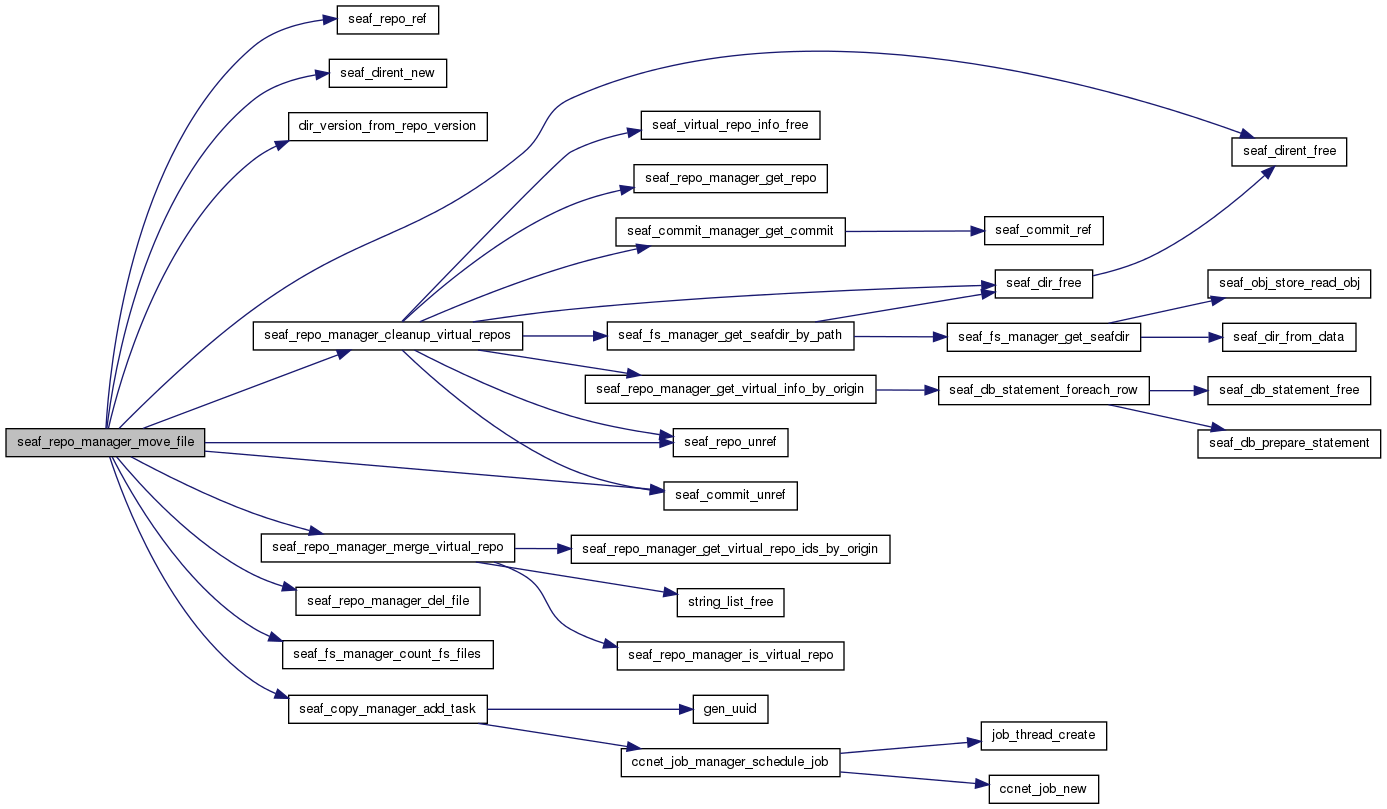 seaf_repo_ref
seaf_dirent_new
dir_version_from_repo_version
seaf_virtual_repo_info_free
seaf_dirent_free
seaf_repo_manager_get_repo
seaf_commit_manager_get_commit
seaf_commit_ref
seaf_dir_free
seaf_obj_store_read_obj
seaf_repo_manager_cleanup_virtual_repos
seaf_fs_manager_get_seafdir_by_path
seaf_fs_manager_get_seafdir
seaf_dir_from_data
seaf_repo_manager_get_virtual_info_by_origin
seaf_db_statement_foreach_row
seaf_db_statement_free
seaf_repo_manager_move_file
seaf_repo_unref
seaf_db_prepare_statement
seaf_commit_unref
seaf_repo_manager_merge_virtual_repo
seaf_repo_manager_get_virtual_repo_ids_by_origin
seaf_repo_manager_del_file
string_list_free
seaf_fs_manager_count_fs_files
seaf_repo_manager_is_virtual_repo
seaf_copy_manager_add_task
gen_uuid
job_thread_create
ccnet_job_manager_schedule_job
ccnet_job_new